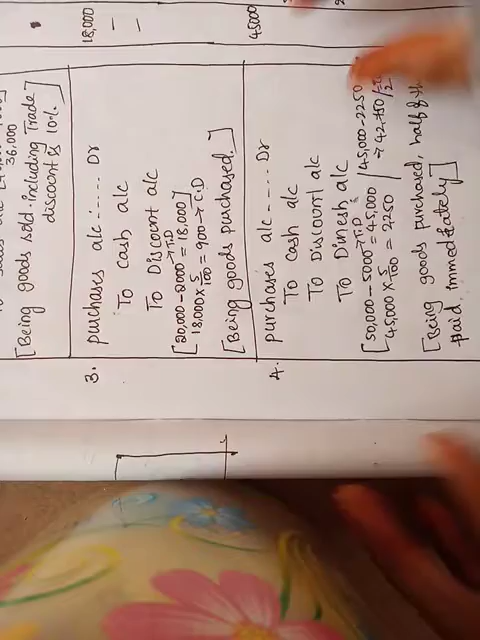 36,000
[Being goods sold including Trade
discount is 10%.]
3. purchases a/c ...... Dr 18,000
To cash a/c –
To Discount a/c –
[20,000 - 2000 → T.D = 18,000]
18,000 × 5/100 = 900 → C.D
[Being goods purchased.]
4. purchases a/c ..... Dr 45000
To cash a/c
To Discount a/c
To Dinesh a/c
[50,000 - 5000 → T.D = 45,000 / 45,000 - 2250
45,000 × 5/100 = 2250 → 42,750/2
[Being goods purchased, half of
paid immediately]